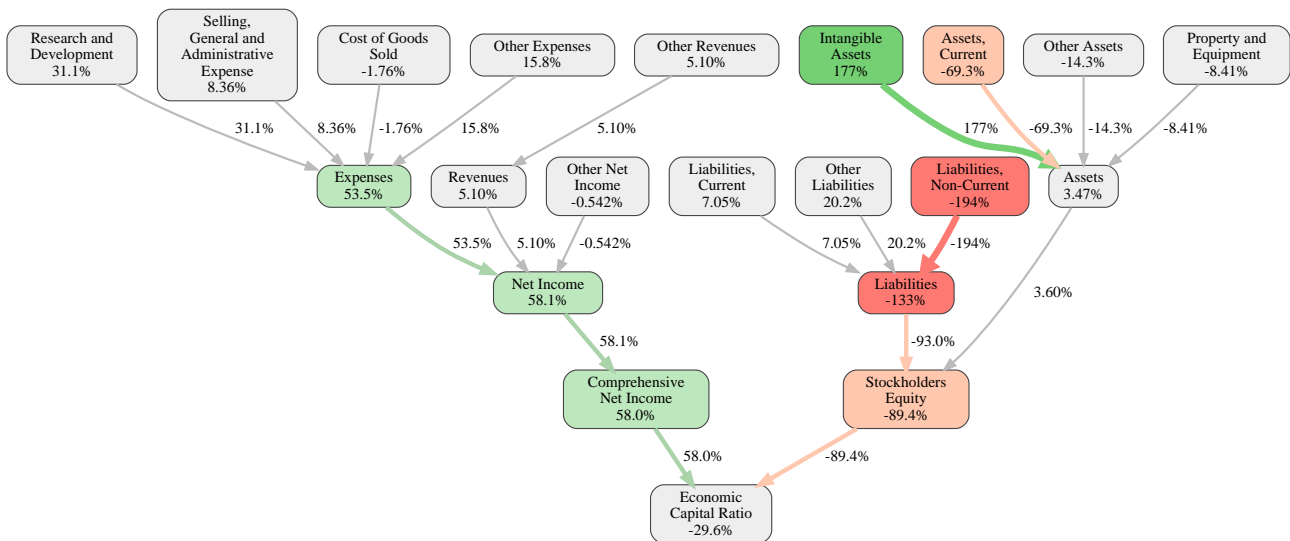 Research and
Development
31.1%
Selling,
General and
Administrative
Expense
8.36%
Cost of Goods
Sold
-1.76%
Other Expenses
15.8%
Other Revenues
5.10%
Intangible
Assets
177%
Assets,
Current
-69.3%
Other Assets
-14.3%
Property and
Equipment
-8.41%
31.1%
8.36%
-1.76%
15.8%
5.10%
177%
-69.3%
-14.3%
-8.41%
Expenses
53.5%
Revenues
5.10%
Other Net
Income
-0.542%
Liabilities,
Current
7.05%
Other
Liabilities
20.2%
Liabilities,
Non-Current
-194%
Assets
3.47%
53.5%
5.10%
-0.542%
7.05%
20.2%
-194%
Net Income
58.1%
Liabilities
-133%
3.60%
58.1%
-93.0%
Comprehensive
Net Income
58.0%
Stockholders
Equity
-89.4%
58.0%
-89.4%
Economic
Capital Ratio
-29.6%